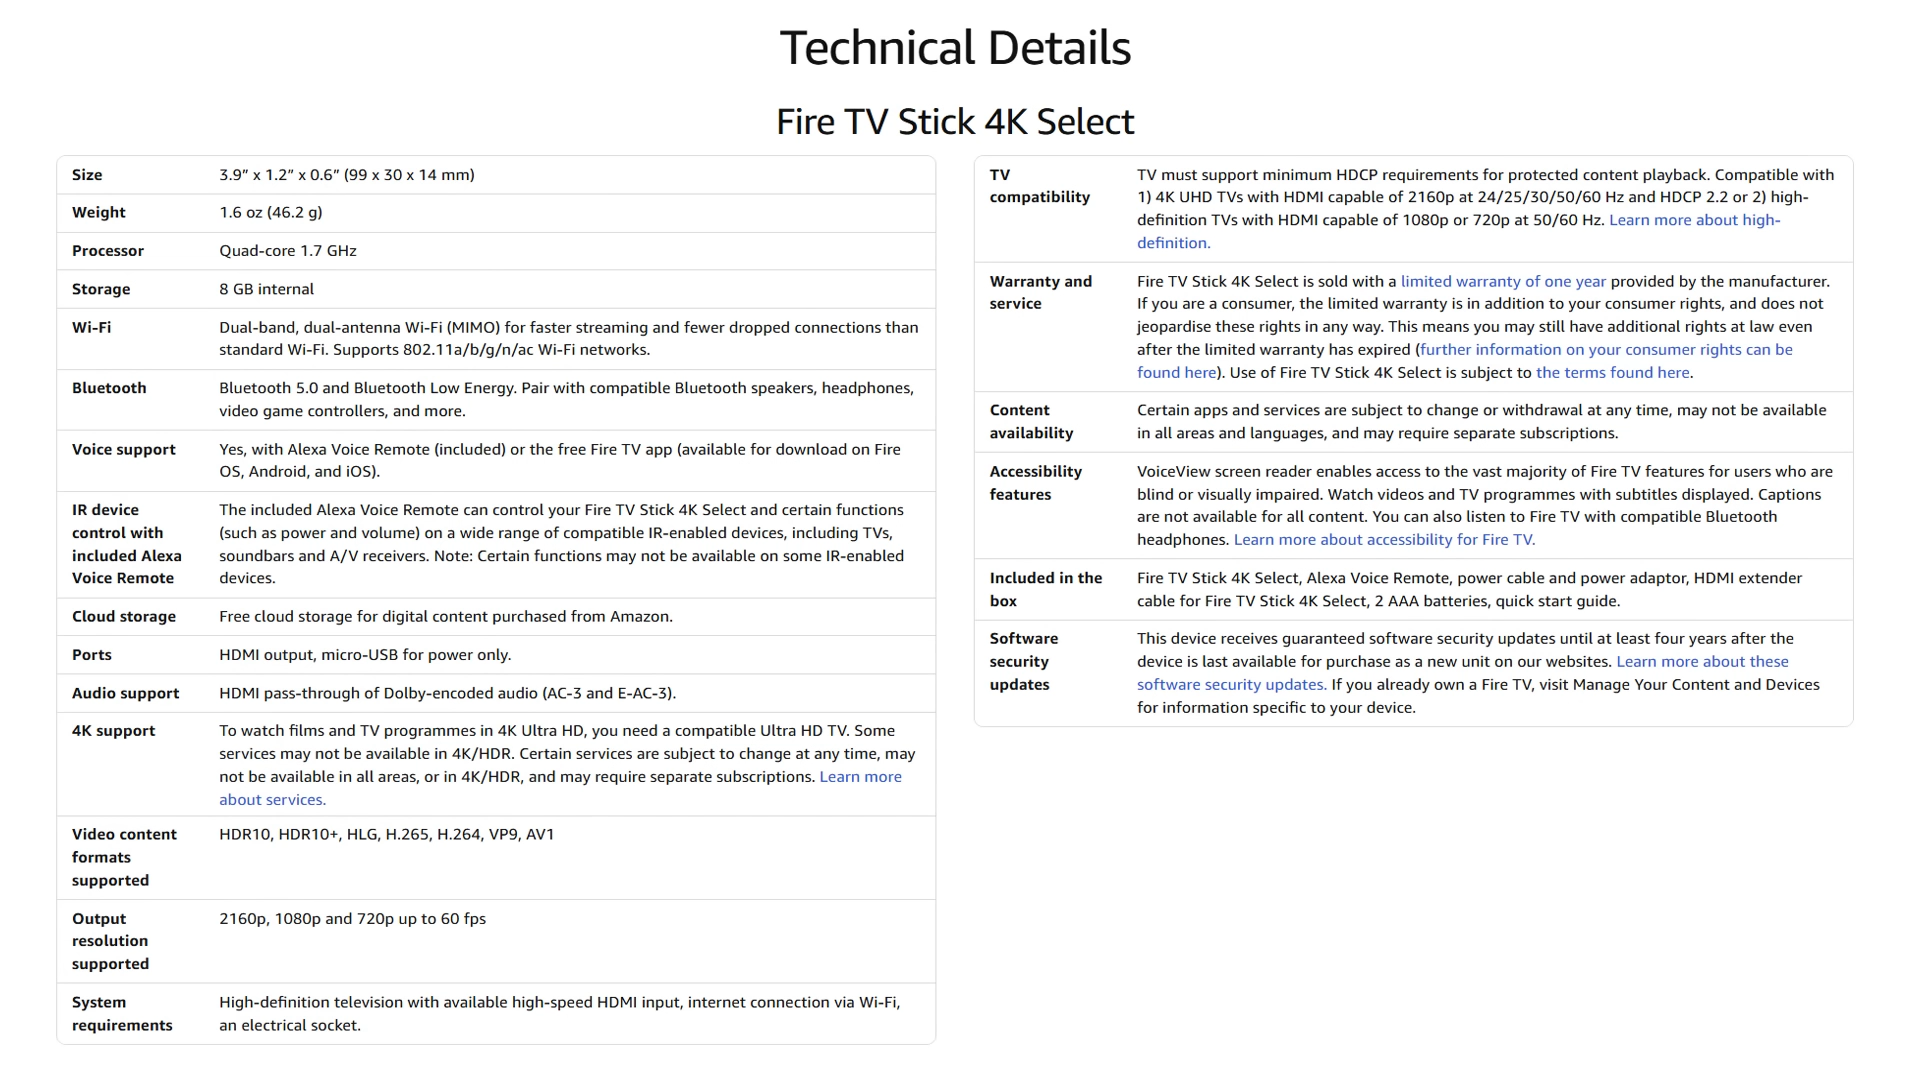 Technical Details
Fire TV Stick 4K Select
Size
3.9” x 1.2” x 0.6” (99 x 30 x 14 mm)
Weight
1.6 oz (46.2 g)
Processor
Quad-core 1.7 GHz
Storage
8 GB internal
Wi-Fi
Dual-band, dual-antenna Wi-Fi (MIMO) for faster streaming and fewer dropped connections than
standard Wi-Fi. Supports 802.11a/b/g/n/ac Wi-Fi networks.
Bluetooth
Bluetooth 5.0 and Bluetooth Low Energy. Pair with compatible Bluetooth speakers, headphones,
video game controllers, and more.
Voice support
Yes, with Alexa Voice Remote (included) or the free Fire TV app (available for download on Fire
OS, Android, and iOS).
IR device
control with
included Alexa
Voice Remote
The included Alexa Voice Remote can control your Fire TV Stick 4K Select and certain functions
(such as power and volume) on a wide range of compatible IR-enabled devices, including TVs,
soundbars and A/V receivers. Note: Certain functions may not be available on some IR-enabled
devices.
Cloud storage
Free cloud storage for digital content purchased from Amazon.
Ports
HDMI output, micro-USB for power only.
Audio support
HDMI pass-through of Dolby-encoded audio (AC-3 and E-AC-3).
4K support
To watch films and TV programmes in 4K Ultra HD, you need a compatible Ultra HD TV. Some
services may not be available in 4K/HDR. Certain services are subject to change at any time, may
not be available in all areas, or in 4K/HDR, and may require separate subscriptions. Learn more
about services.
Video content
formats
supported
HDR10, HDR10+, HLG, H.265, H.264, VP9, AV1
Output
resolution
supported
2160p, 1080p and 720p up to 60 fps
System
requirements
High-definition television with available high-speed HDMI input, internet connection via Wi-Fi,
an electrical socket.
TV
compatibility
TV must support minimum HDCP requirements for protected content playback. Compatible with
1) 4K UHD TVs with HDMI capable of 2160p at 24/25/30/50/60 Hz and HDCP 2.2 or 2) high-
definition TVs with HDMI capable of 1080p or 720p at 50/60 Hz. Learn more about high-
definition.
Warranty and
service
Fire TV Stick 4K Select is sold with a limited warranty of one year provided by the manufacturer.
If you are a consumer, the limited warranty is in addition to your consumer rights, and does not
jeopardise these rights in any way. This means you may still have additional rights at law even
after the limited warranty has expired (further information on your consumer rights can be
found here). Use of Fire TV Stick 4K Select is subject to the terms found here.
Content
availability
Certain apps and services are subject to change or withdrawal at any time, may not be available
in all areas and languages, and may require separate subscriptions.
Accessibility
features
VoiceView screen reader enables access to the vast majority of Fire TV features for users who are
blind or visually impaired. Watch videos and TV programmes with subtitles displayed. Captions
are not available for all content. You can also listen to Fire TV with compatible Bluetooth
headphones. Learn more about accessibility for Fire TV.
Included in the
box
Fire TV Stick 4K Select, Alexa Voice Remote, power cable and power adaptor, HDMI extender
cable for Fire TV Stick 4K Select, 2 AAA batteries, quick start guide.
Software
security
updates
This device receives guaranteed software security updates until at least four years after the
device is last available for purchase as a new unit on our websites. Learn more about these
software security updates. If you already own a Fire TV, visit Manage Your Content and Devices
for information specific to your device.